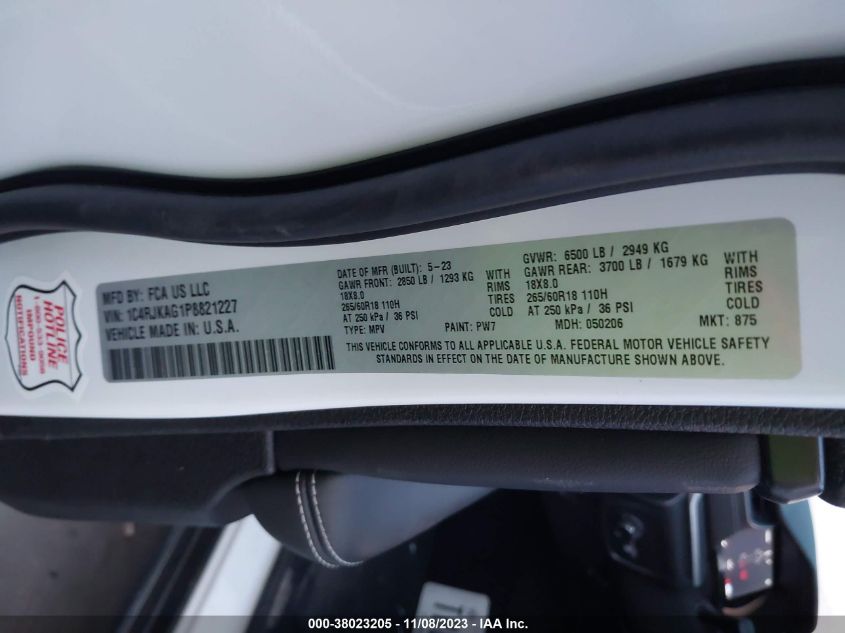 MFD BY: FCA US LLC
VIN: 1C4RJKAG1P8821227
VEHICLE MADE IN: U.S.A.
DATE OF MFR (BUILT): 5-23
GAWR FRONT: 2850 LB / 1293 KG WITH
18X8.0 RIMS
265/60R18 110H TIRES
AT 250 kPa / 36 PSI COLD
TYPE: MPV PAINT: PW7
GVWR: 6500 LB / 2949 KG
GAWR REAR: 3700 LB / 1679 KG WITH
18X8.0 RIMS
265/60R18 110H TIRES
AT 250 kPa / 36 PSI COLD
MDH: 050206 MKT: 875
THIS VEHICLE CONFORMS TO ALL APPLICABLE U.S.A. FEDERAL MOTOR VEHICLE SAFETY
STANDARDS IN EFFECT ON THE DATE OF MANUFACTURE SHOWN ABOVE.
POLICE
HOTLINE
IMPOUND
1-800-533
NOTIFICATIONS
000-38023205 - 11/08/2023 - IAA Inc.